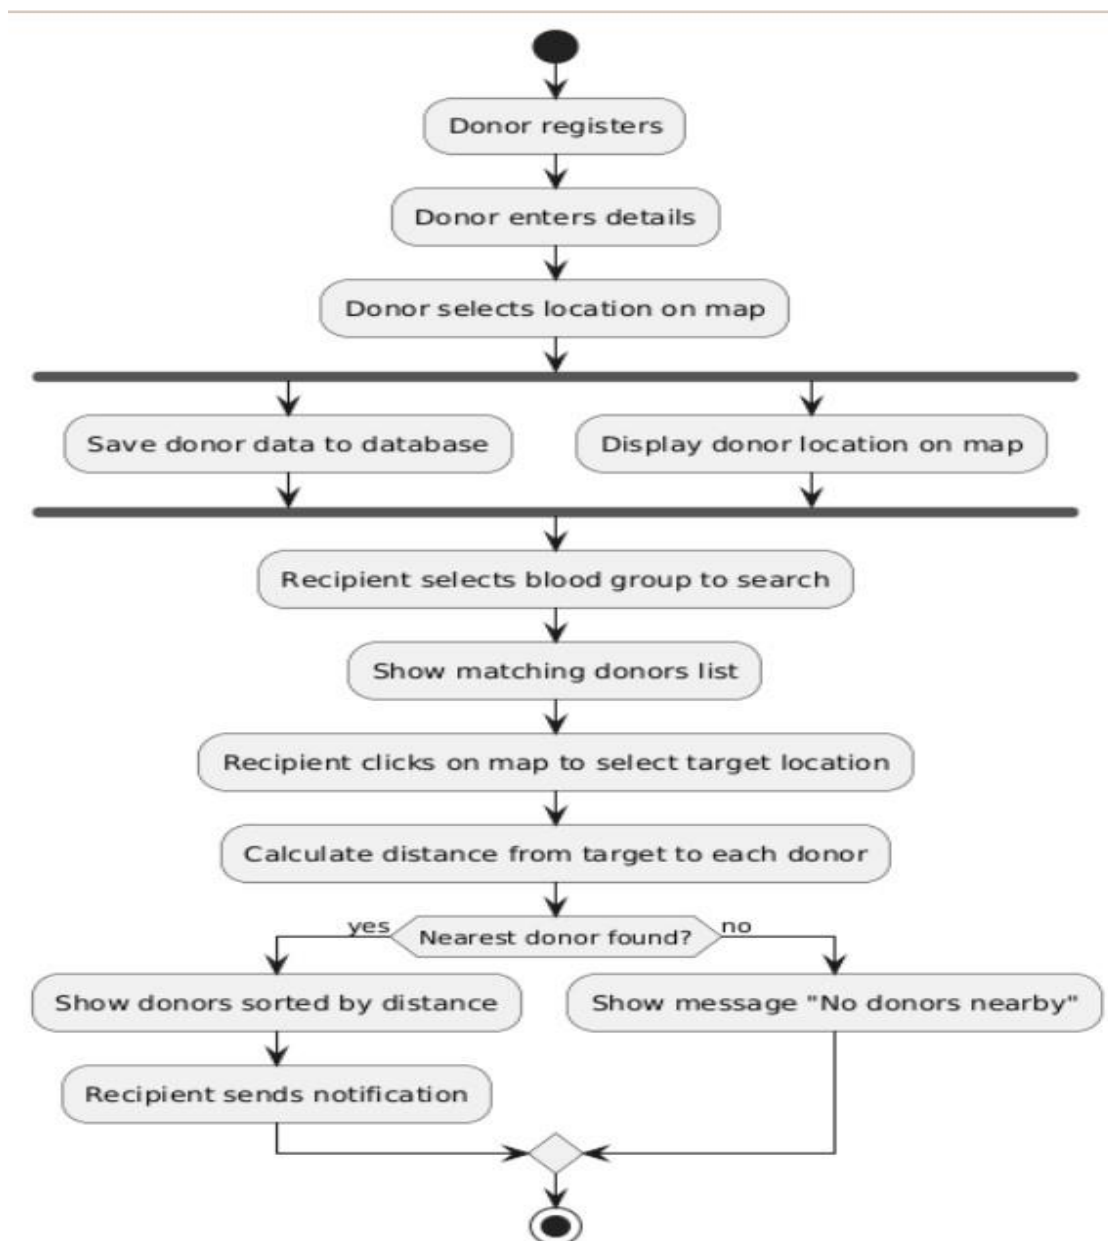 Donor registers
Donor enters details
Donor selects location on map
Save donor data to database
Display donor location on map
Recipient selects blood group to search
Show matching donors list
Recipient clicks on map to select target location
Calculate distance from target to each donor
yes
Nearest donor found?
no
Show donors sorted by distance
Show message "No donors nearby"
Recipient sends notification